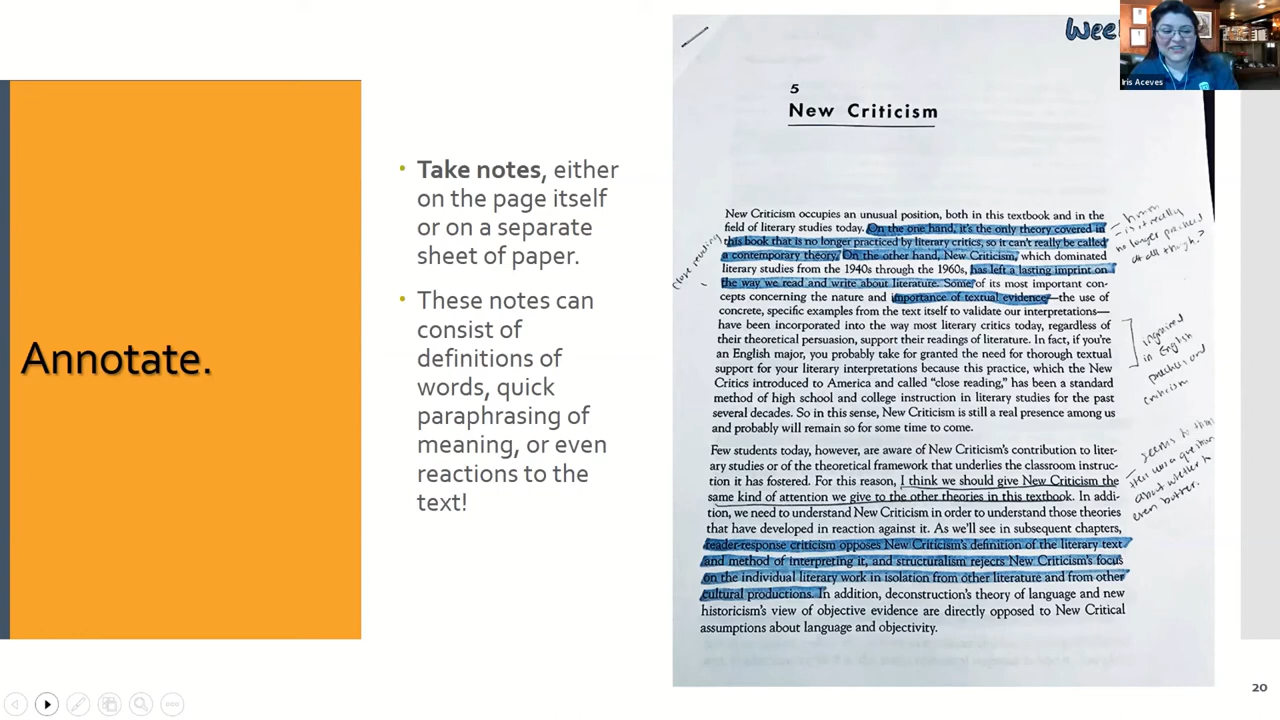 Annotate.
• Take notes, either
on the page itself
or on a separate
sheet of paper.
• These notes can
consist of
definitions of
words, quick
paraphrasing of
meaning, or even
reactions to the
text!
Iris Aceves
5
New Criticism
New Criticism occupies an unusual position, both in this textbook and in the
field of literary studies today. On the one hand, it's the only theory covered in
this book that is no longer practiced by literary critics, so it can't really be called
a contemporary theory. On the other hand, New Criticism, which dominated
literary studies from the 1940s through the 1960s, has left a lasting imprint on
the way we read and write about literature. Some of its most important con-
cepts concerning the nature and importance of textual evidence—the use of
concrete, specific examples from the text itself to validate our interpretations—
have been incorporated into the way most literary critics today, regardless of
their theoretical persuasion, support their readings of literature. In fact, if you're
an English major, you probably take for granted the need for thorough textual
support for your literary interpretations because this practice, which the New
Critics introduced to America and called "close reading," has been a standard
method of high school and college instruction in literary studies for the past
several decades. So in this sense, New Criticism is still a real presence among us
and probably will remain so for some time to come.
Few students today, however, are aware of New Criticism's contribution to liter-
ary studies or of the theoretical framework that underlies the classroom instruc-
tion it has fostered. For this reason, I think we should give New Criticism the
same kind of attention we give to the other theories in this textbook. In addi-
tion, we need to understand New Criticism in order to understand those theories
that have developed in reaction against it. As we'll see in subsequent chapters,
reader-response criticism opposes New Criticism's definition of the literary text
and method of interpreting it, and structuralism rejects New Criticism's focus
on the individual literary work in isolation from other literature and from other
cultural productions. In addition, deconstruction's theory of language and new
historicism's view of objective evidence are directly opposed to New Critical
assumptions about language and objectivity.
close reading
is it really
no longer practiced
at all though?
ingrained
in English
practices and
criticism
seems to think
about whether to
even butter.
20